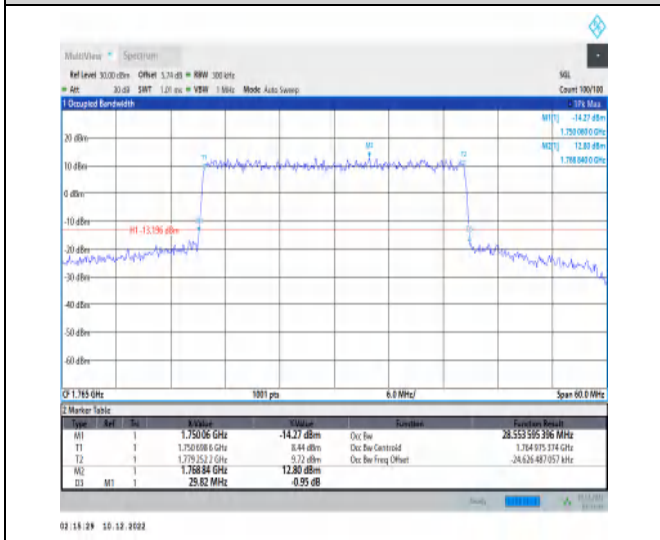 MultiView Spectrum
Ref Level 30.00 dBm Offset 5.74 dB RBW 300 kHz SGL
Att 30 dB SWT 1.01 ms VBW 1 MHz Mode Auto Sweep Count 100/100
1 Occupied Bandwidth 1Pk Max
M1[1] -14.27 dBm
1.750 060 0 GHz
20 dBm M2 M2[1] 12.80 dBm
1.768 840 0 GHz
T1 T2
10 dBm
0 dBm
-10 dBm
H1 -13.196 dBm
-20 dBm
-30 dBm
-40 dBm
-50 dBm
-60 dBm
CF 1.765 GHz 1001 pts 6.0 MHz/ Span 60.0 MHz
2 Marker Table
Type Ref Trc X-Value Y-Value Function Function Result
M1 1 1.750 06 GHz -14.27 dBm Occ Bw 28.553 595 396 MHz
T1 1 1.750 698 6 GHz 8.44 dBm Occ Bw Centroid 1.764 975 374 GHz
T2 1 1.779 252 2 GHz 9.72 dBm Occ Bw Freq Offset -24.626 487 057 kHz
M2 1 1.768 84 GHz 12.80 dBm
D3 M1 1 29.82 MHz -0.95 dB
Ready
02:15:29 10.12.2022